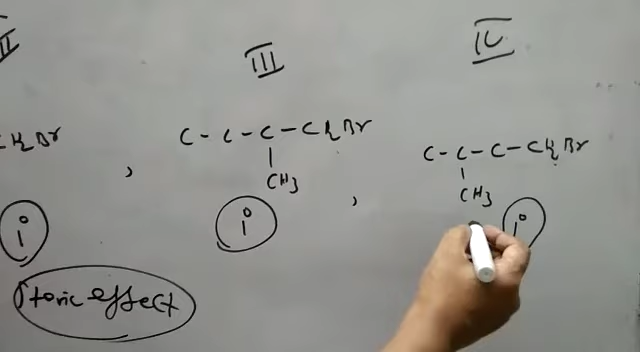 II
III
IV
CH₂Br , C - C - C - CH₂Br , C - C - C - CH₂Br
|
CH₃
|
CH₃
1°
1°
1°
Steric effect